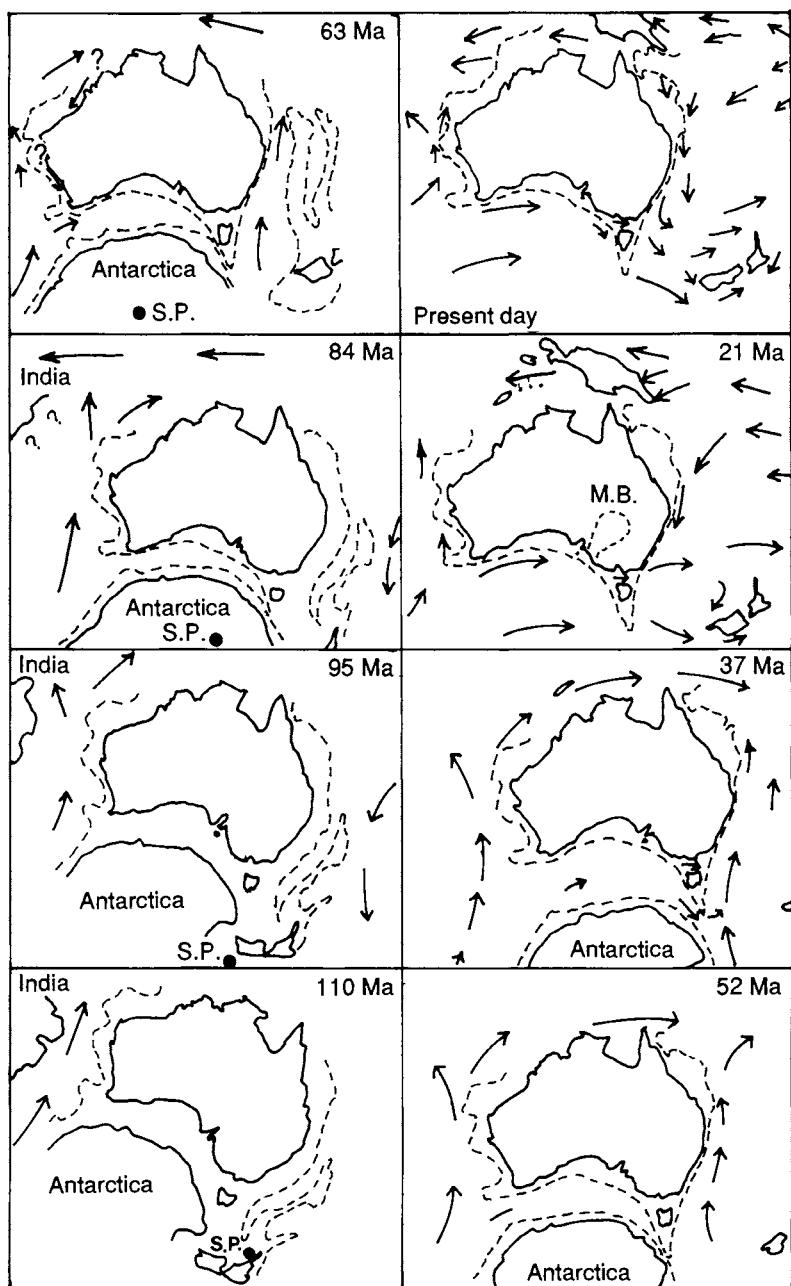 63 Ma
?
?
Antarctica
S.P.
Present day
84 Ma
India
? ?
Antarctica
S.P.
21 Ma
M.B.
India
95 Ma
Antarctica
S.P.
37 Ma
Antarctica
India
110 Ma
Antarctica
S.P.
52 Ma
Antarctica